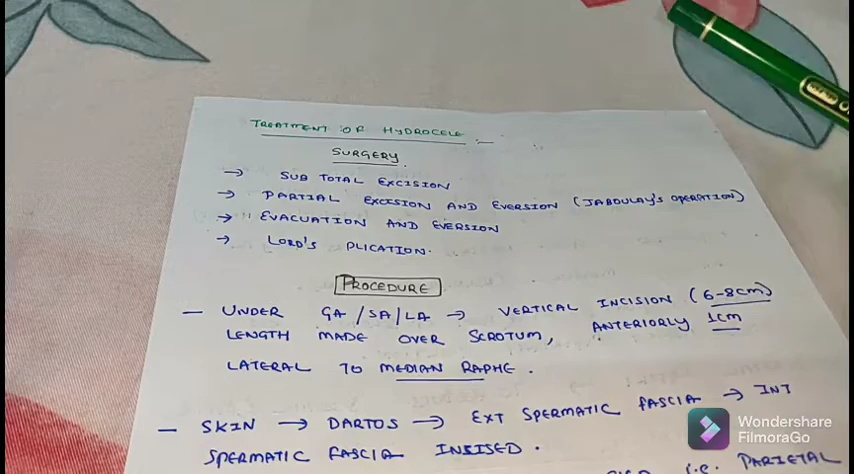 TREATMENT OF HYDROCELE :-
SURGERY
→ SUB TOTAL EXCISION
→ PARTIAL EXCISION AND EVERSION (JABOULAY'S OPERATION)
→ EVACUATION AND EVERSION
→ LORD'S PLICATION.
PROCEDURE
- UNDER GA/SA/LA → VERTICAL INCISION (6-8cm)
LENGTH MADE OVER SCROTUM, ANTERIORLY 1cm
LATERAL TO MEDIAN RAPHE.
- SKIN → DARTOS → EXT SPERMATIC FASCIA → INT
SPERMATIC FASCIA INSISED.
i.e. PARIETAL
Wondershare
FilmoraGo